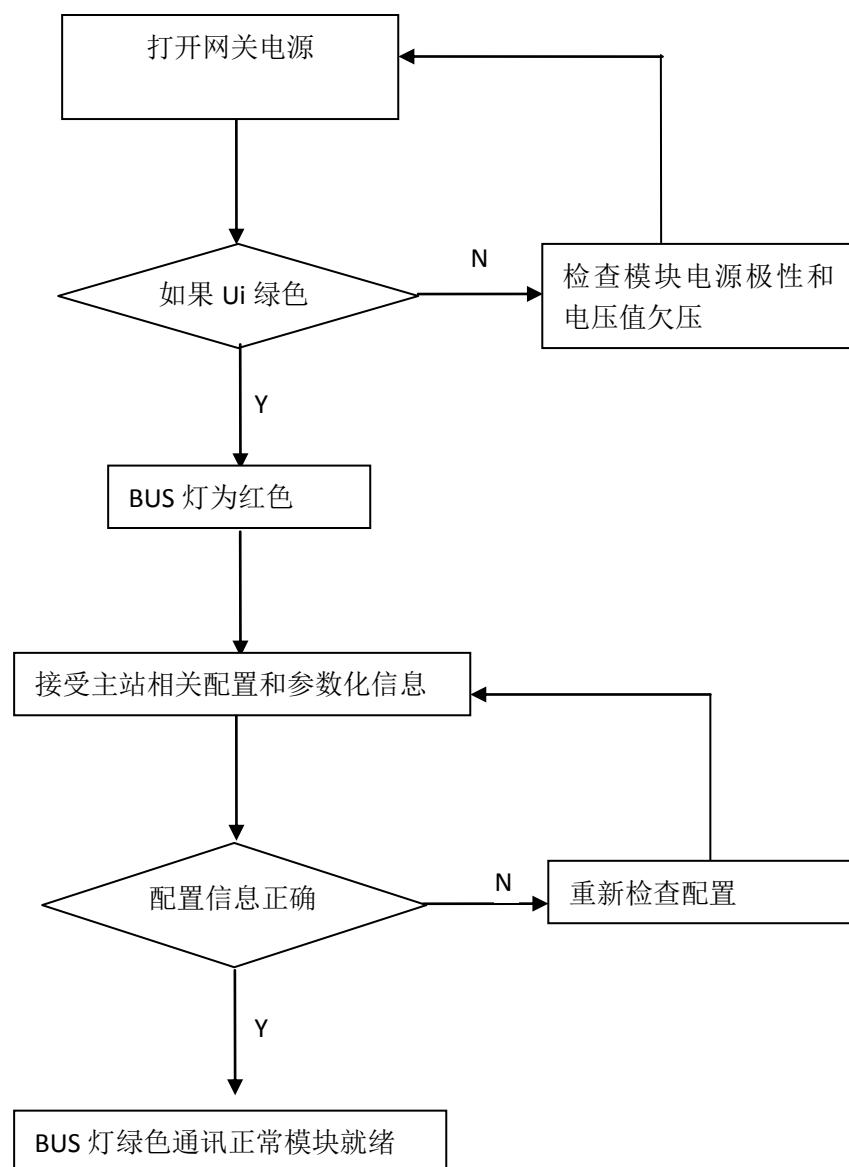 打开网关电源
如果 Ui 绿色
N
检查模块电源极性和
电压值欠压
Y
BUS 灯为红色
接受主站相关配置和参数化信息
配置信息正确
N
重新检查配置
Y
BUS 灯绿色通讯正常模块就绪